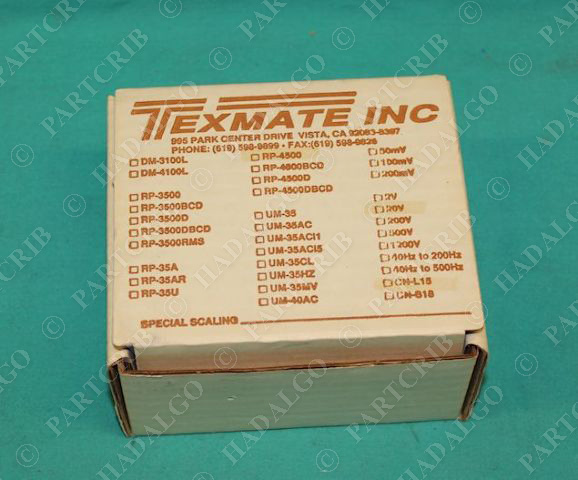 TEXMATE INC
995 PARK CENTER DRIVE VISTA, CA 92083-8397
PHONE: (619) 598-9899 • FAX:(619) 598-9828
DM-3100L
DM-4100L
RP-3500
RP-3500BCD
RP-3500D
RP-3500DBCD
RP-3500RMS
RP-35A
RP-35AR
RP-35U
RP-4500
RP-4500BCD
RP-4500D
RP-4500DBCD
UM-35
UM-35AC
UM-35ACI1
UM-35ACI5
UM-35CL
UM-35HZ
UM-35MV
UM-40AC
50mV
100mV
200mV
2V
20V
200V
500V
1200V
40Hz to 200Hz
40Hz to 500Hz
CN-L15
CN-S18
SPECIAL SCALING
© PARTCRIB
© HADALGO